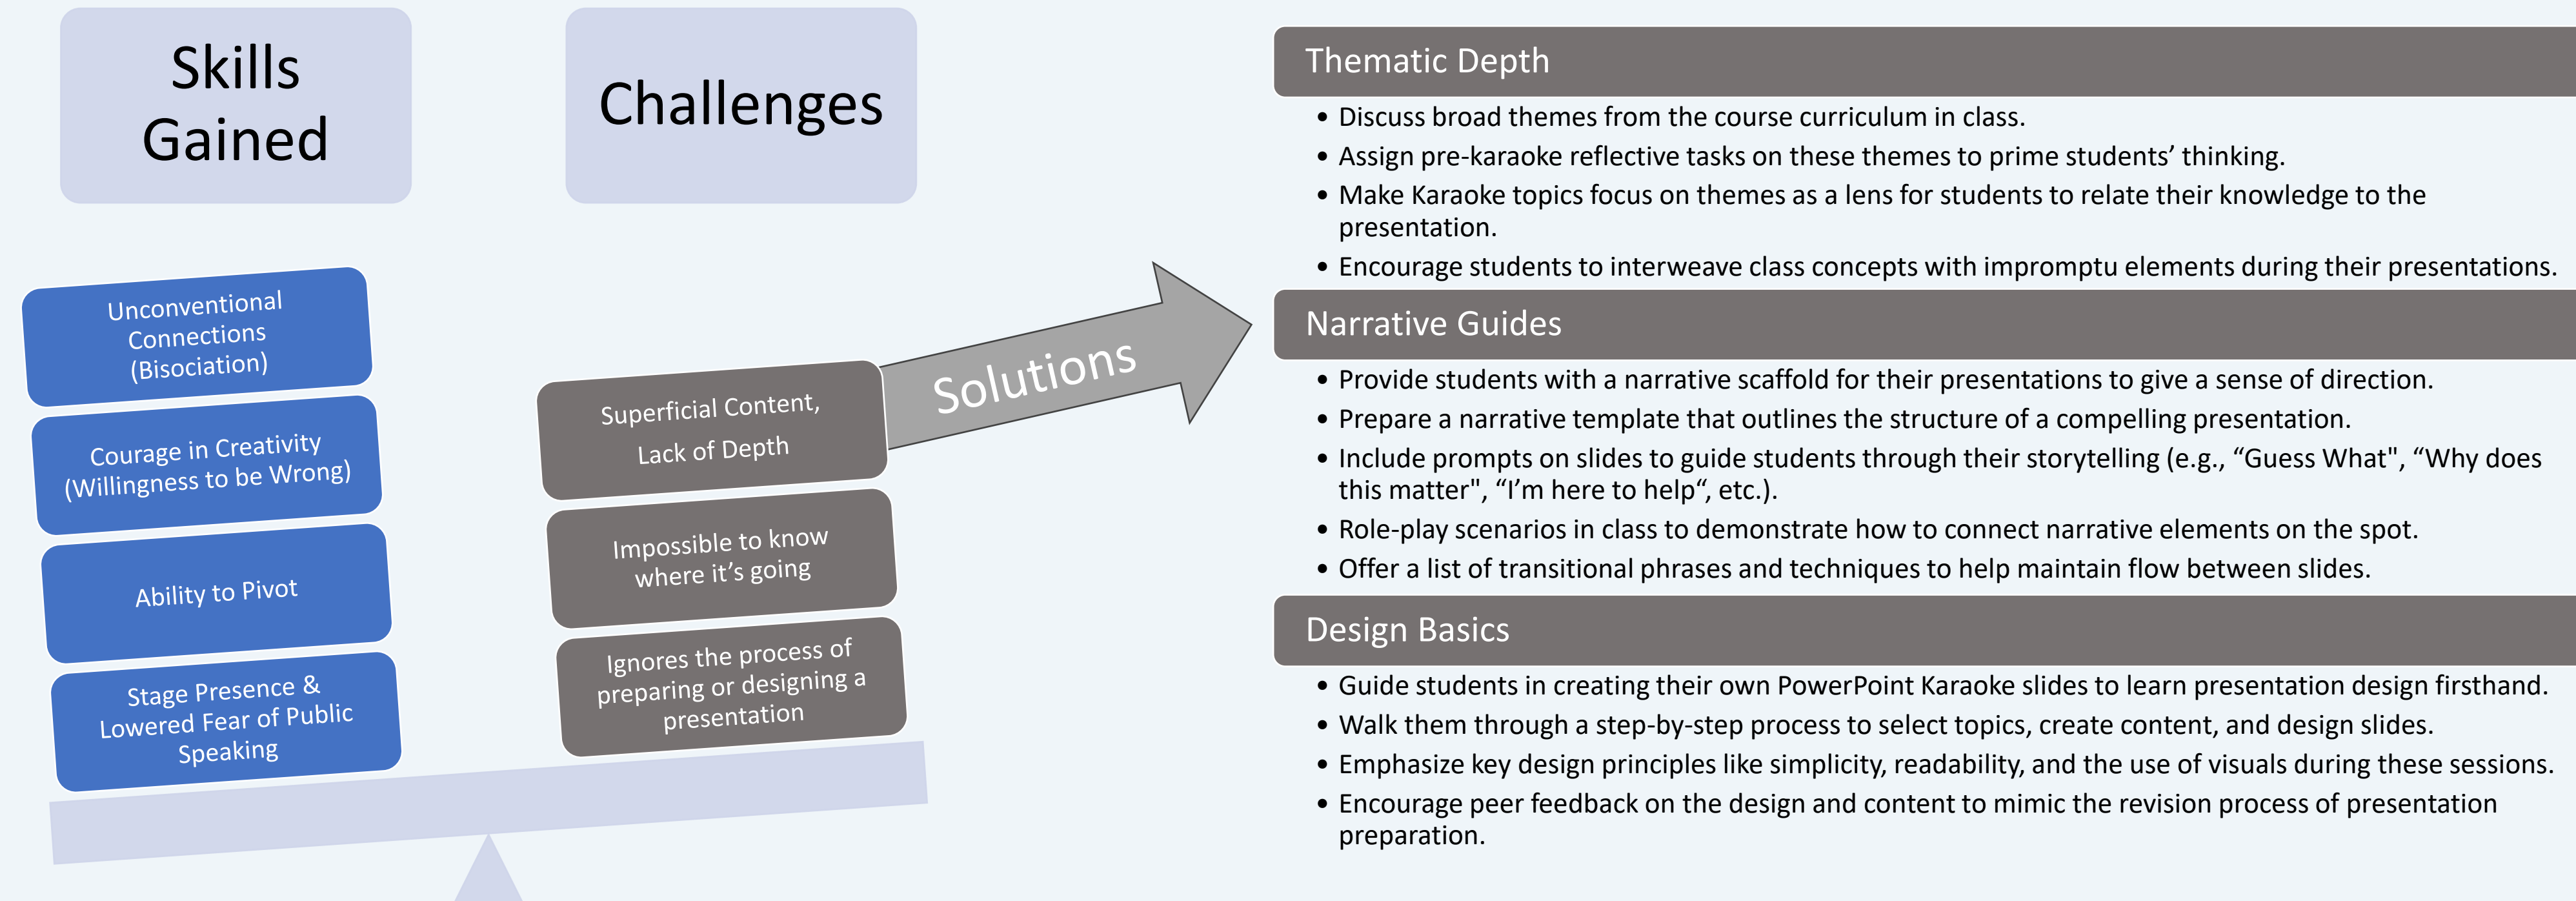 Skills
Gained
Challenges
Unconventional
Connections
(Bisociation)
Courage in Creativity
(Willingness to be Wrong)
Ability to Pivot
Stage Presence &
Lowered Fear of Public
Speaking
Superficial Content,
Lack of Depth
Impossible to know
where it’s going
Ignores the process of
preparing or designing a
presentation
Solutions
Thematic Depth
• Discuss broad themes from the course curriculum in class.
• Assign pre-karaoke reflective tasks on these themes to prime students’ thinking.
• Make Karaoke topics focus on themes as a lens for students to relate their knowledge to the
presentation.
• Encourage students to interweave class concepts with impromptu elements during their presentations.
Narrative Guides
• Provide students with a narrative scaffold for their presentations to give a sense of direction.
• Prepare a narrative template that outlines the structure of a compelling presentation.
• Include prompts on slides to guide students through their storytelling (e.g., “Guess What", “Why does
this matter", “I’m here to help“, etc.).
• Role-play scenarios in class to demonstrate how to connect narrative elements on the spot.
• Offer a list of transitional phrases and techniques to help maintain flow between slides.
Design Basics
• Guide students in creating their own PowerPoint Karaoke slides to learn presentation design firsthand.
• Walk them through a step-by-step process to select topics, create content, and design slides.
• Emphasize key design principles like simplicity, readability, and the use of visuals during these sessions.
• Encourage peer feedback on the design and content to mimic the revision process of presentation
preparation.